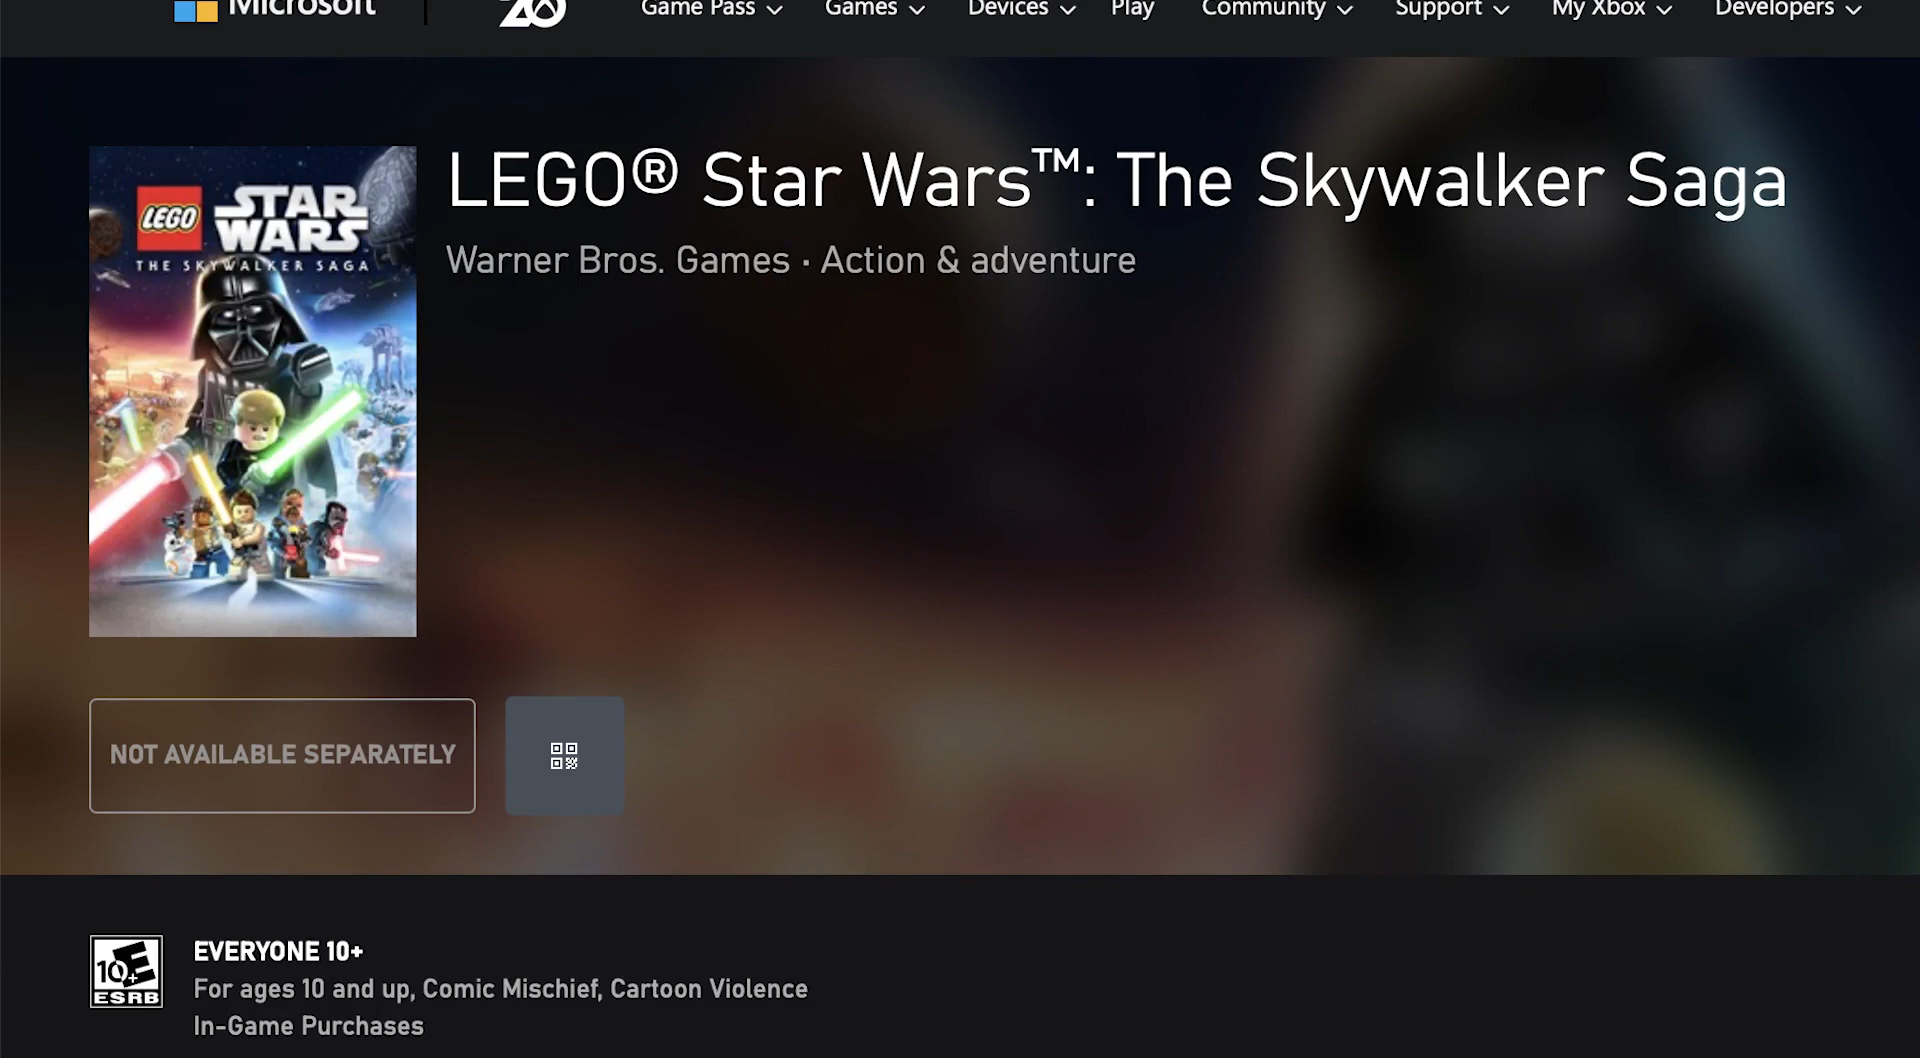 Microsoft
20
Game Pass
Games
Devices
Play
Community
Support
My Xbox
Developers
LEGO
STAR
WARS
THE SKYWALKER SAGA
LEGO® Star Wars™: The Skywalker Saga
Warner Bros. Games · Action & adventure
NOT AVAILABLE SEPARATELY
10+ E
ESRB
EVERYONE 10+
For ages 10 and up, Comic Mischief, Cartoon Violence
In-Game Purchases